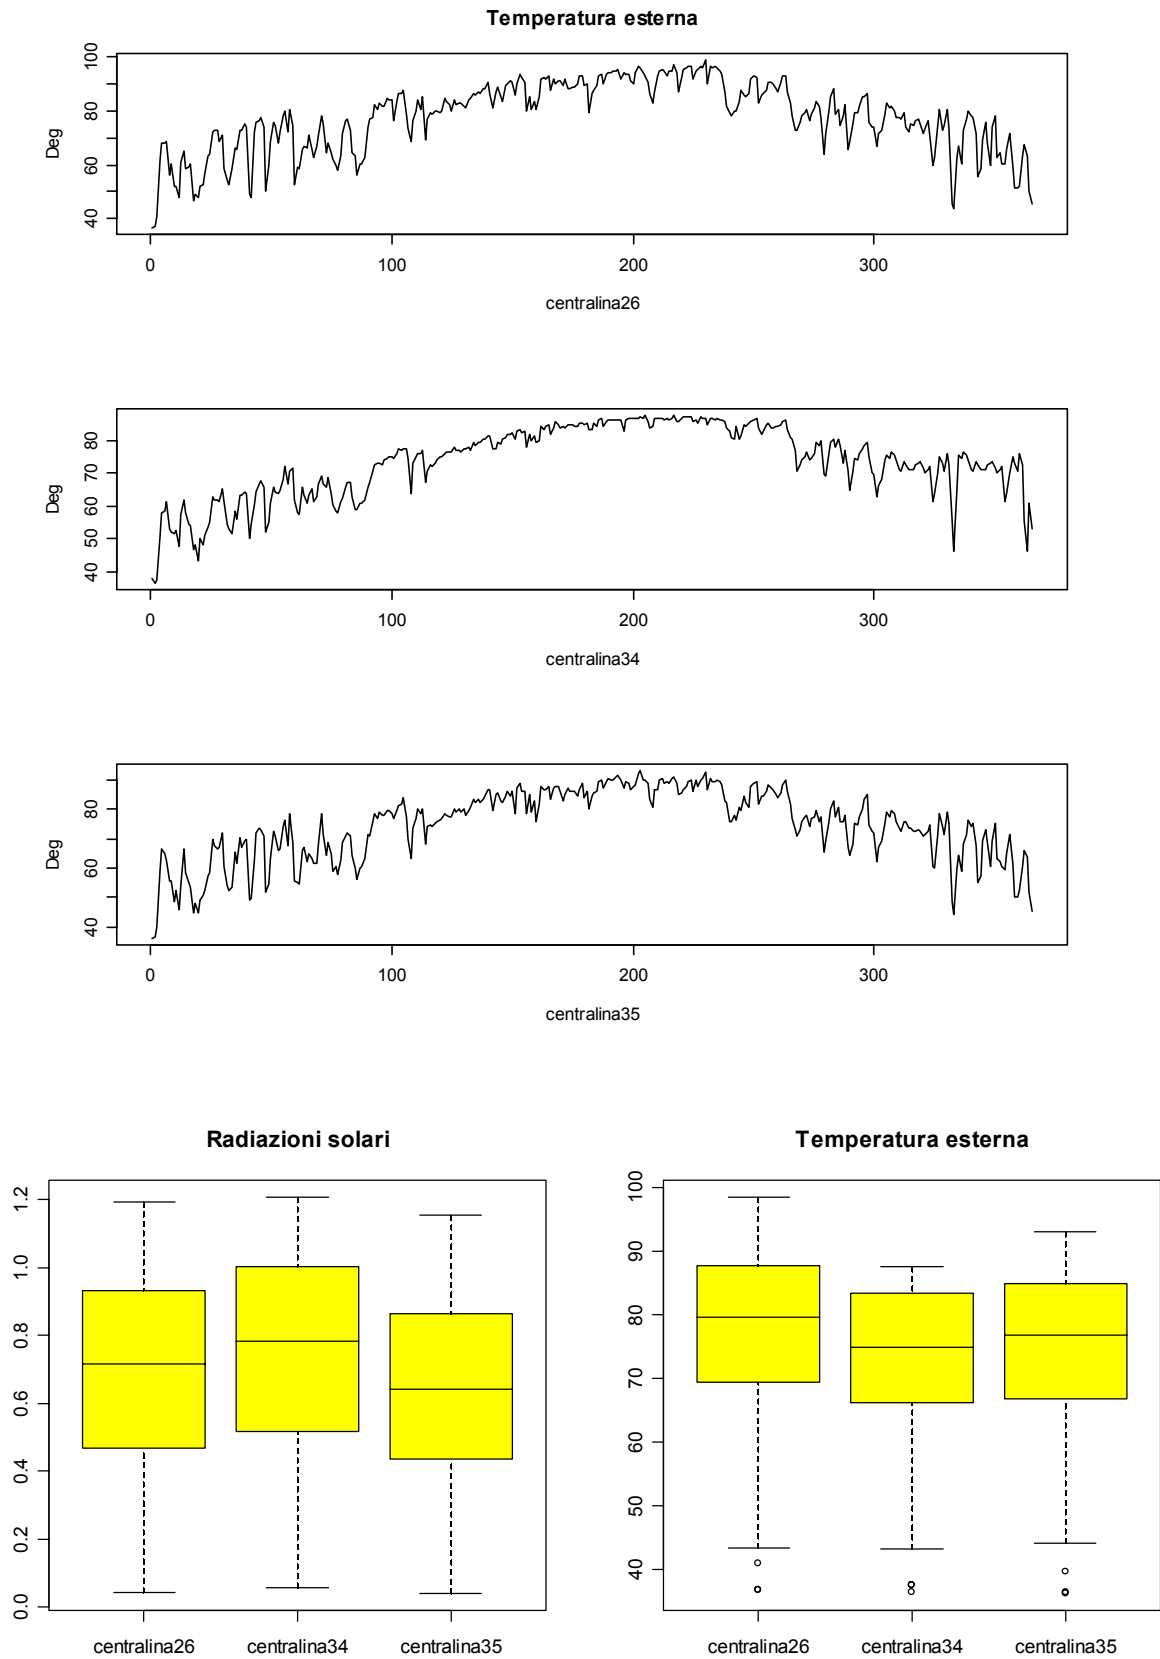 Temperatura esterna
Deg
100
80
60
40
0 100 200 300
centralina26
Deg
80
70
60
50
40
0 100 200 300
centralina34
Deg
80
60
40
0 100 200 300
centralina35
Radiazioni solari
1.2
1.0
0.8
0.6
0.4
0.2
0.0
centralina26 centralina34 centralina35
Temperatura esterna
100
90
80
70
60
50
40
centralina26 centralina34 centralina35